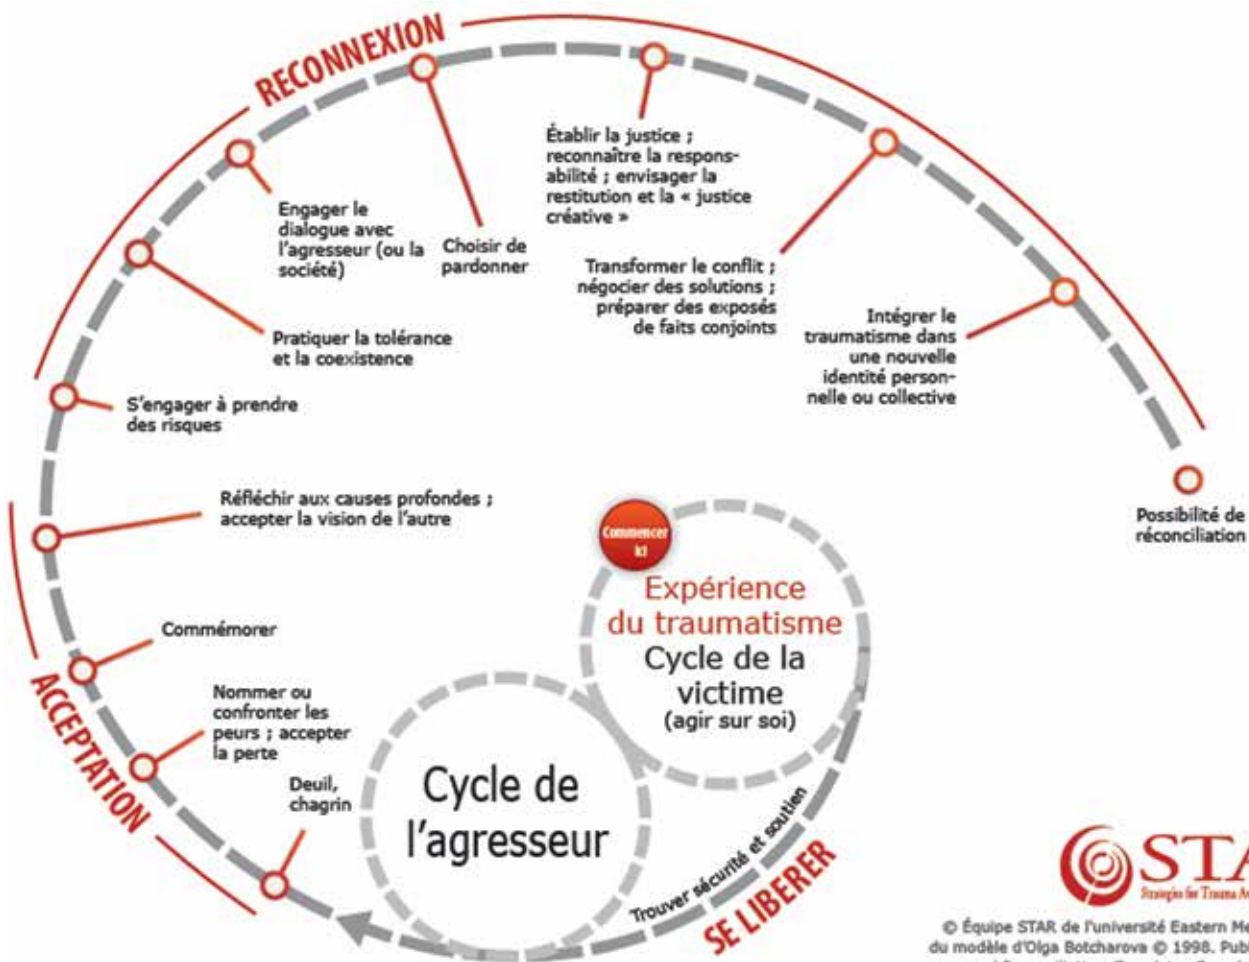 RECONNEXION
Établir la justice ;
reconnaître la respons-
abilité ; envisager la
restitution et la « justice
créative »
Engager le
dialogue avec
l'agresseur (ou la
société)
Choisir de
pardonner
Transformer le conflit ;
négocier des solutions ;
préparer des exposés
de faits conjoints
Intégrer le
traumatisme dans
une nouvelle
identité person-
nelle ou collective
Pratiquer la tolérance
et la coexistence
S'engager à prendre
des risques
Réfléchir aux causes profondes ;
accepter la vision de l'autre
Possibilité de
réconciliation
Commencer
ici
Expérience
du traumatisme
Cycle de la
victime
(agir sur soi)
Commémorer
ACCEPTATION
Nommer ou
confronter les
peurs ; accepter
la perte
Deuil,
chagrin
Cycle de
l'agresseur
Trouver sécurité et soutien
SE LIBERER
STA
Strategies for Trauma
© Équipe STAR de l'université Eastern Me
du modèle d'Olga Botcharova © 1998. Publ